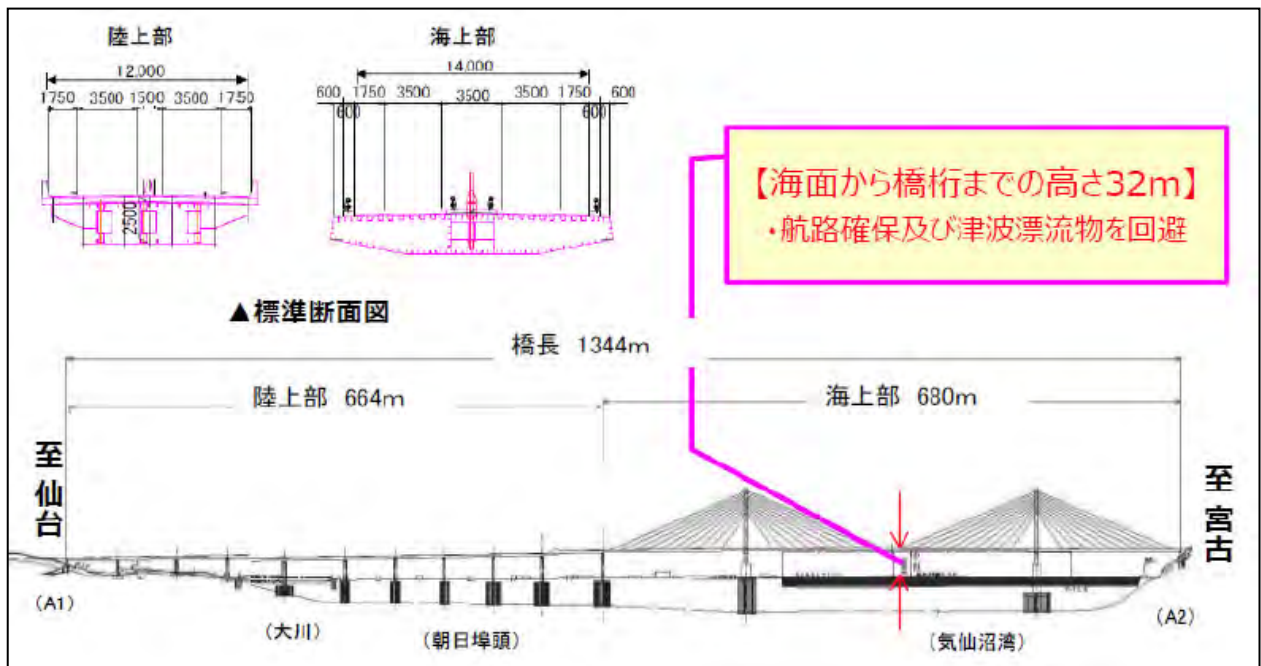 陸上部
12,000
1750 3500 1500 3500 1750
2500
海上部
14,000
600 1750 3500 3500 3500 1750 600
600 600
【海面から橋桁までの高さ32m】
・航路確保及び津波漂流物を回避
▲標準断面図
橋長 1344m
陸上部 664m
海上部 680m
至 仙台
至 宮古
(A1)
(大川)
(朝日埠頭)
(気仙沼湾)
(A2)